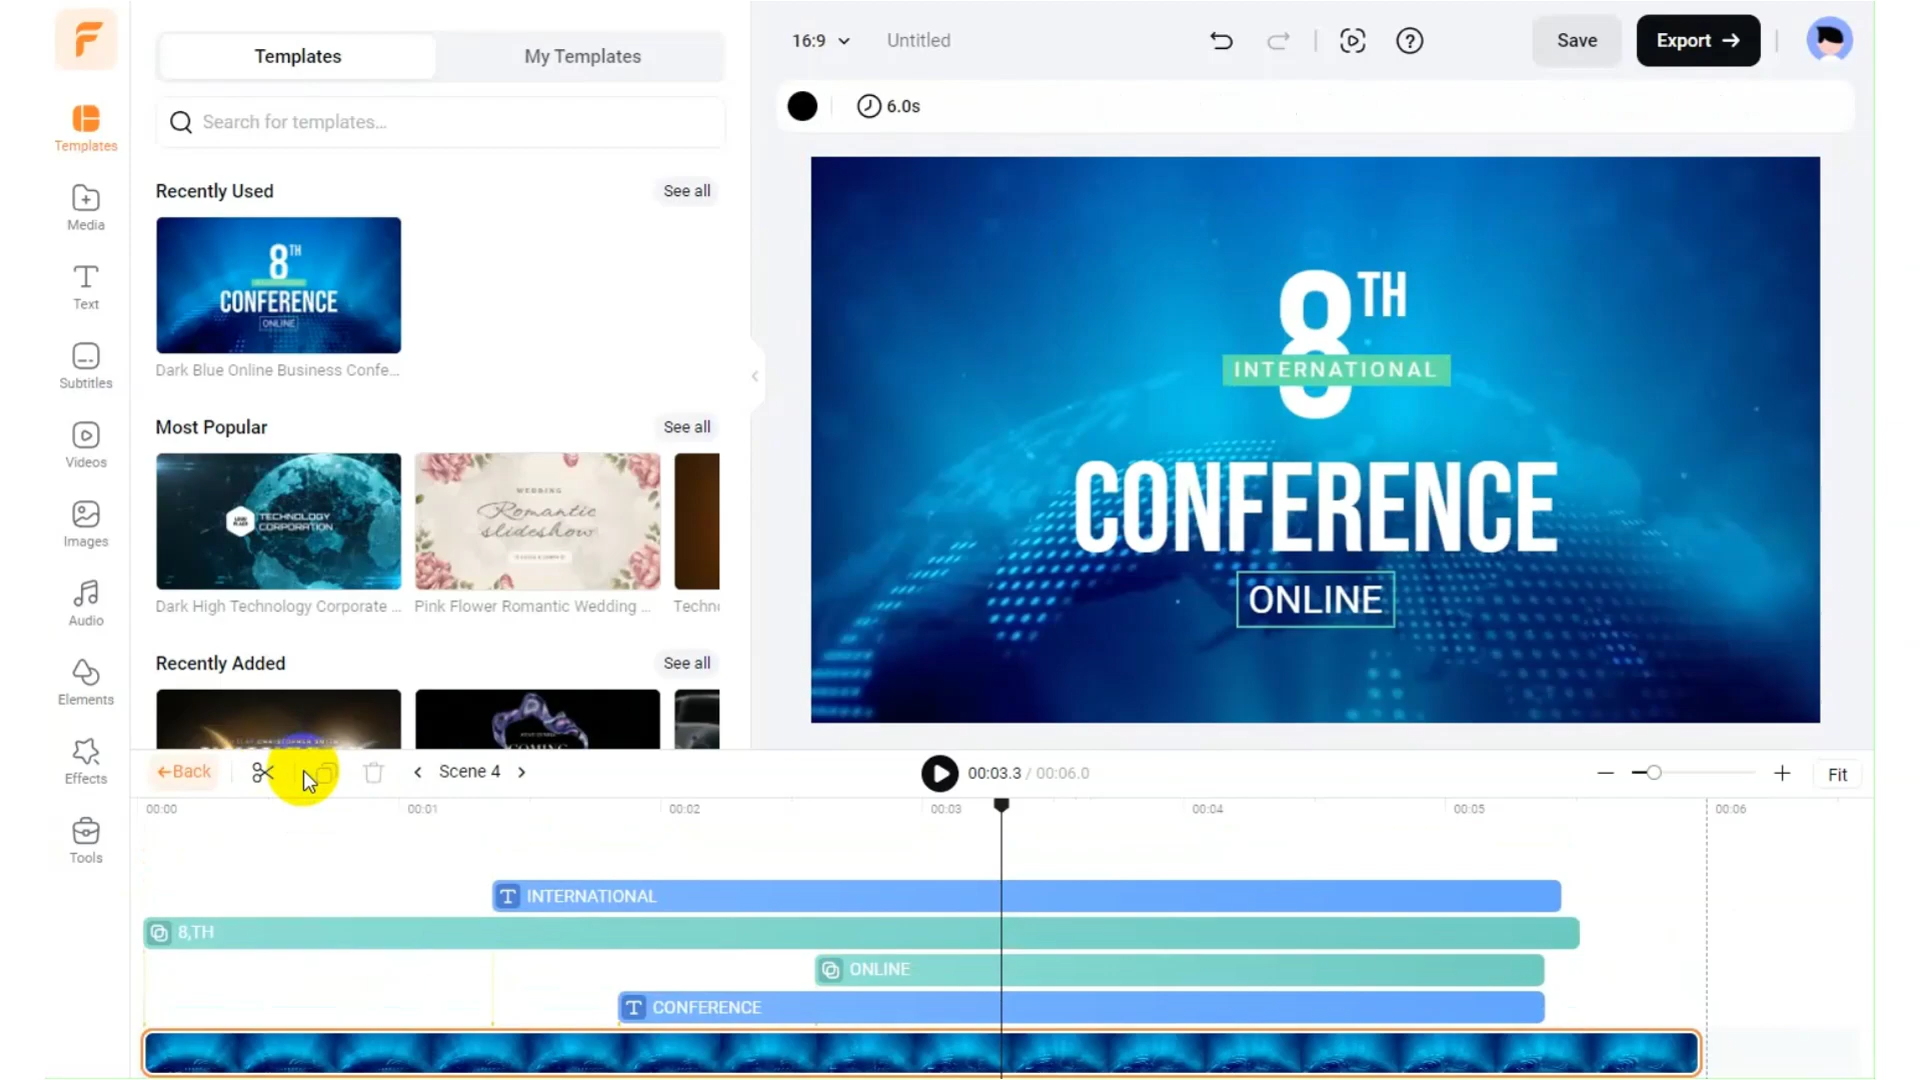 Templates
My Templates
16:9
Untitled
Save
Export
Search for templates...
6.0s
Templates
Media
Text
Subtitles
Videos
Images
Audio
Elements
Effects
Tools
Recently Used
See all
8TH
CONFERENCE
ONLINE
Dark Blue Online Business Confe...
Most Popular
See all
TECHNOLOGY
CORPORATION
WEDDING
Romantic
slideshow
Dark High Technology Corporate ...
Pink Flower Romantic Wedding ...
Techn
Recently Added
See all
COMING
8TH
INTERNATIONAL
CONFERENCE
ONLINE
Back
Scene 4
00:03.3 / 00:06.0
Fit
00:00
00:01
00:02
00:03
00:04
00:05
00:06
INTERNATIONAL
8,TH
ONLINE
CONFERENCE